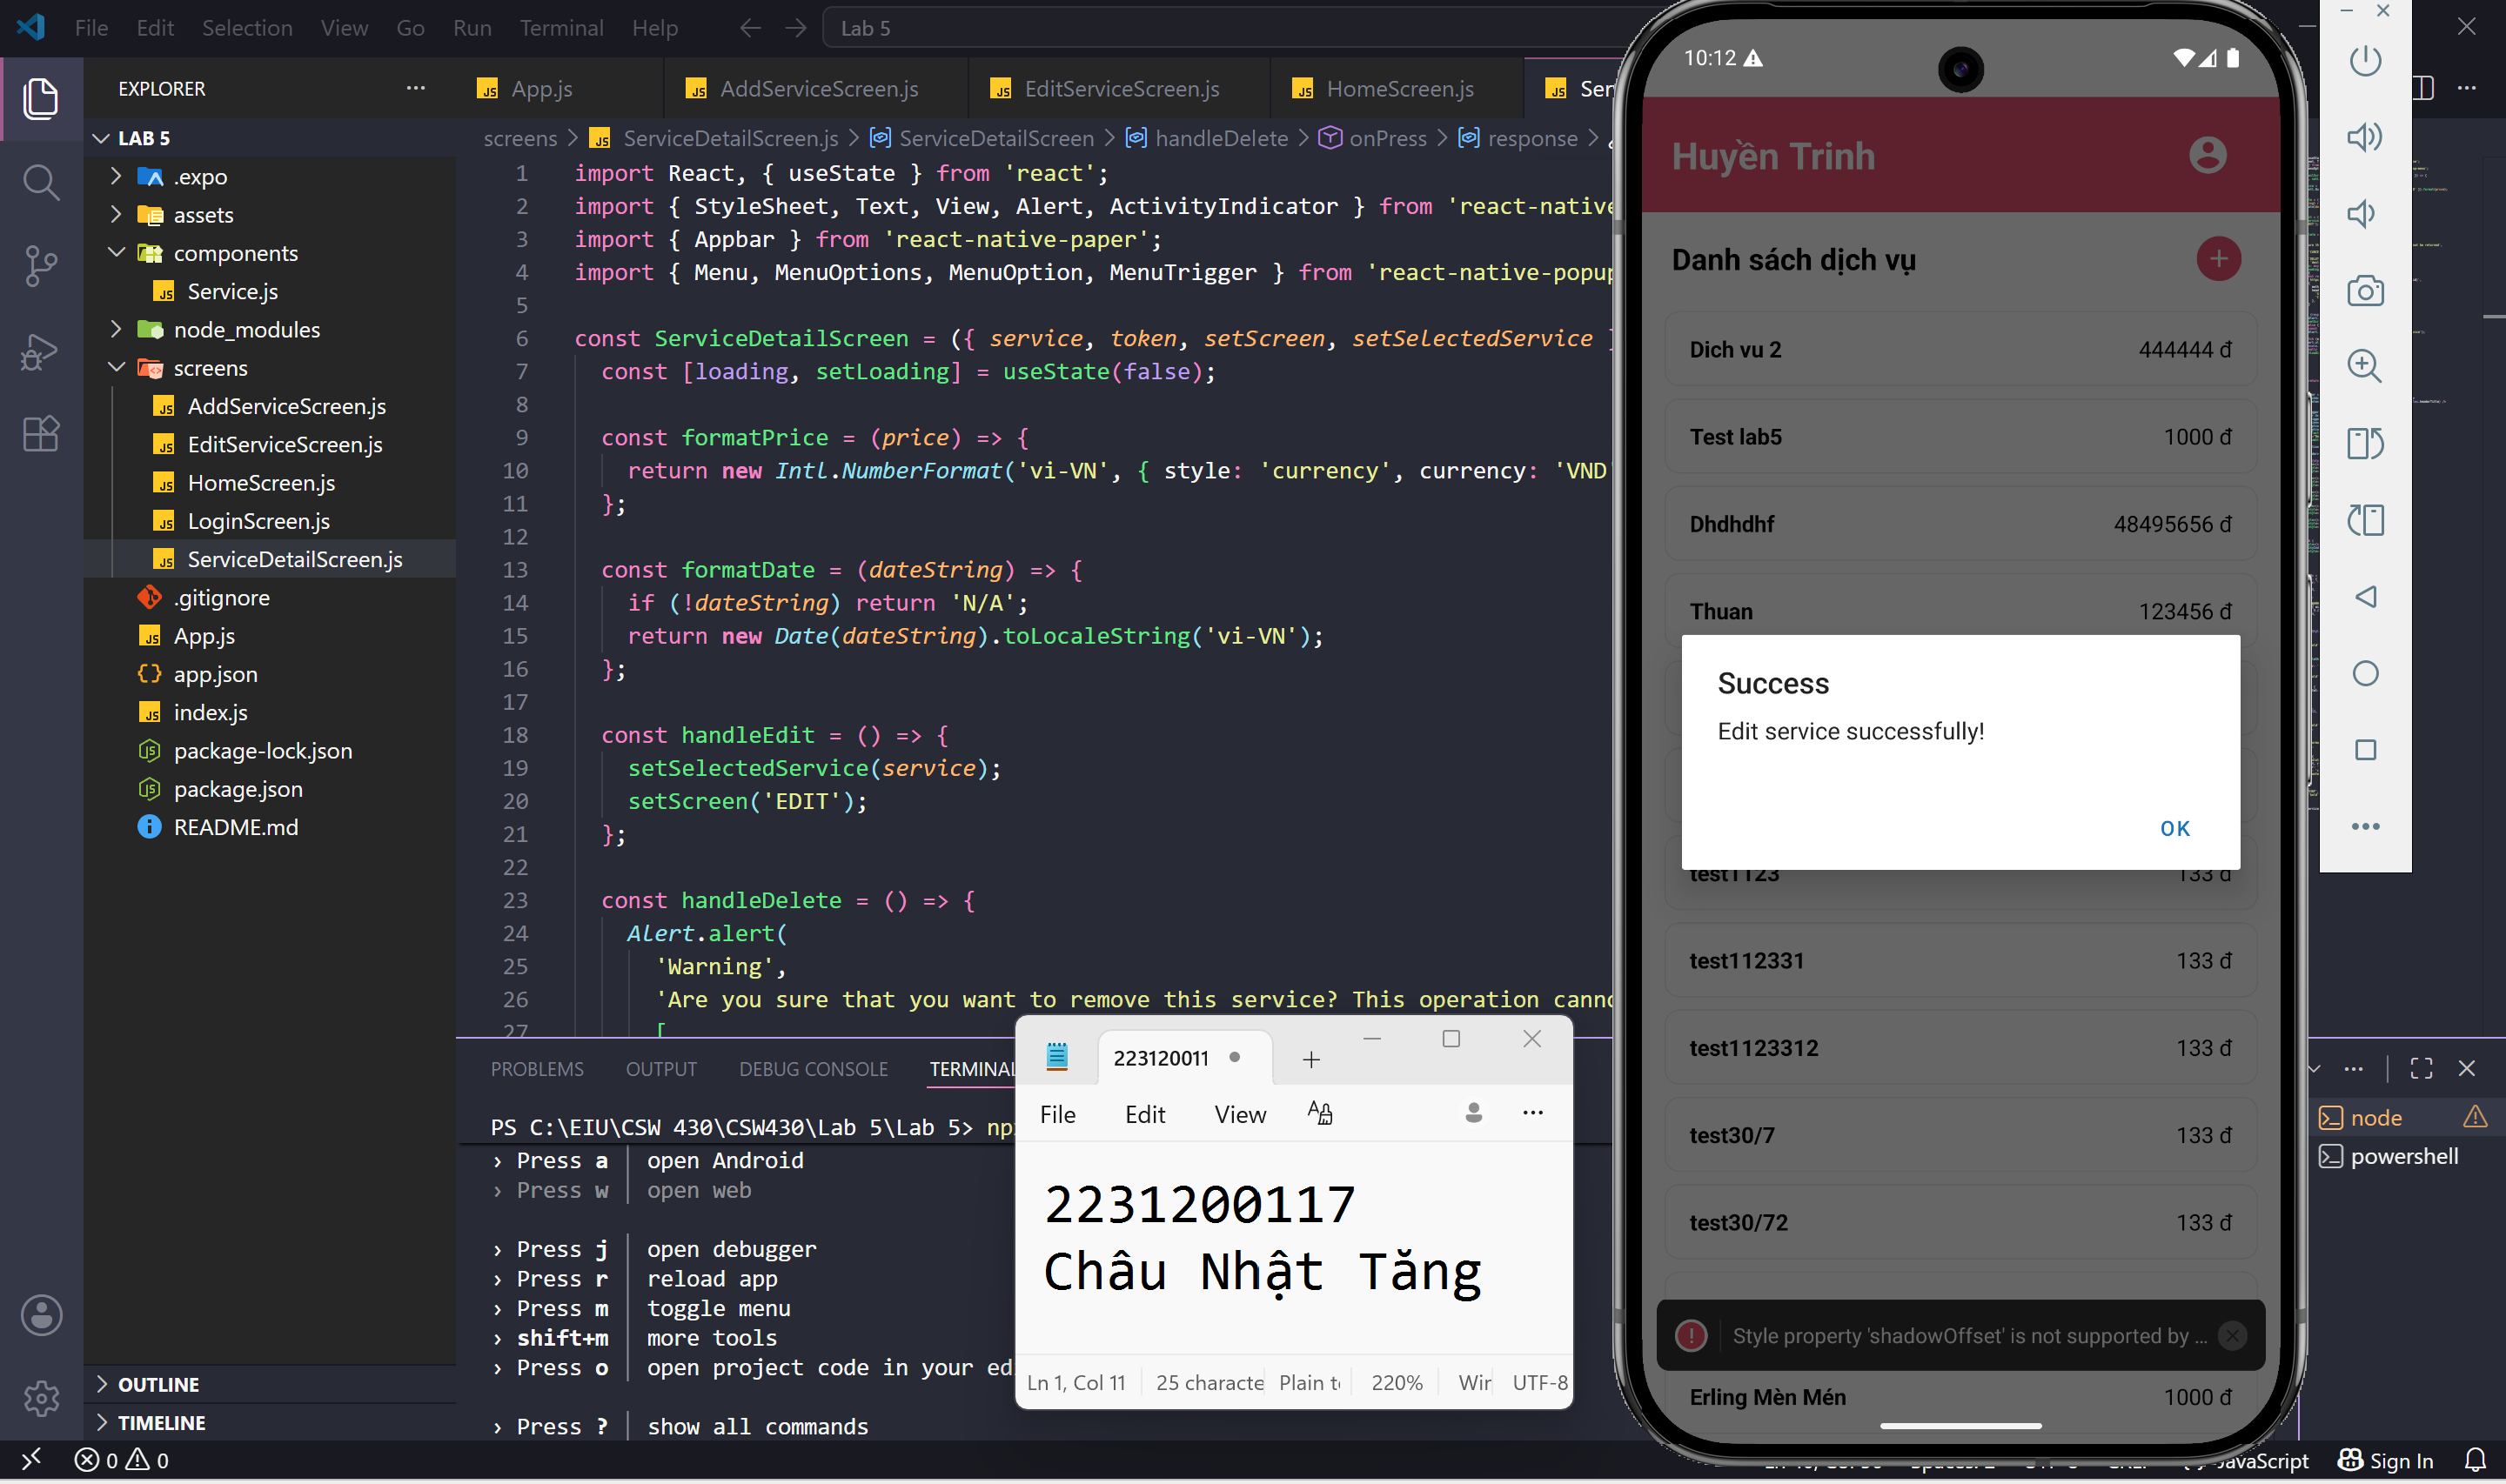 File Edit Selection View Go Run Terminal Help
Lab 5
EXPLORER
LAB 5
.expo
assets
components
Service.js
node_modules
screens
AddServiceScreen.js
EditServiceScreen.js
HomeScreen.js
LoginScreen.js
ServiceDetailScreen.js
.gitignore
App.js
app.json
index.js
package-lock.json
package.json
README.md
OUTLINE
TIMELINE
App.js AddServiceScreen.js EditServiceScreen.js HomeScreen.js
screens > ServiceDetailScreen.js > ServiceDetailScreen > handleDelete > onPress > response >
1 import React, { useState } from 'react';
2 import { StyleSheet, Text, View, Alert, ActivityIndicator } from 'react-native
3 import { Appbar } from 'react-native-paper';
4 import { Menu, MenuOptions, MenuOption, MenuTrigger } from 'react-native-popup
5
6 const ServiceDetailScreen = ({ service, token, setScreen, setSelectedService }
7 const [loading, setLoading] = useState(false);
8
9 const formatPrice = (price) => {
10 return new Intl.NumberFormat('vi-VN', { style: 'currency', currency: 'VND'
11 };
12
13 const formatDate = (dateString) => {
14 if (!dateString) return 'N/A';
15 return new Date(dateString).toLocaleString('vi-VN');
16 };
17
18 const handleEdit = () => {
19 setSelectedService(service);
20 setScreen('EDIT');
21 };
22
23 const handleDelete = () => {
24 Alert.alert(
25 'Warning',
26 'Are you sure that you want to remove this service? This operation
27 [
PROBLEMS OUTPUT DEBUG CONSOLE TERMINAL
PS C:\EIU\CSW 430\CSW430\Lab 5\Lab 5>
› Press a │ open Android
› Press w │ open web
› Press j │ open debugger
› Press r │ reload app
› Press m │ toggle menu
› shift+m │ more tools
› Press o │ open project code in your
› Press ? │ show all commands
node
powershell
0 0
JavaScript Sign In
223120011
File Edit View
2231200117
Châu Nhật Tăng
Ln 1, Col 11 25 characte Plain 220% UTF-8
10:12
Huyền Trinh
Danh sách dịch vụ
Dich vu 2 444444 đ
Test lab5 1000 đ
Dhdhdhf 48495656 đ
Thuan 123456 đ
Success
Edit service successfully!
OK
test1123 133 đ
test112331 133 đ
test1123312 133 đ
test30/7 133 đ
test30/72 133 đ
Style property 'shadowOffset' is not supported by ...
Erling Mèn Mén 1000 đ